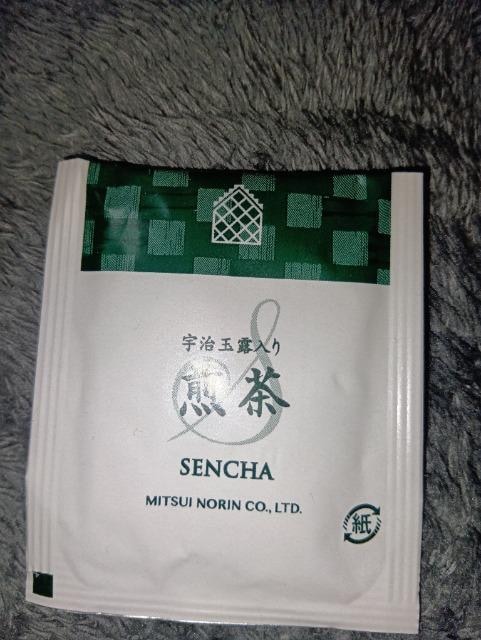 宇治玉露入り
煎茶
SENCHA
MITSUI NORIN CO., LTD.
紙